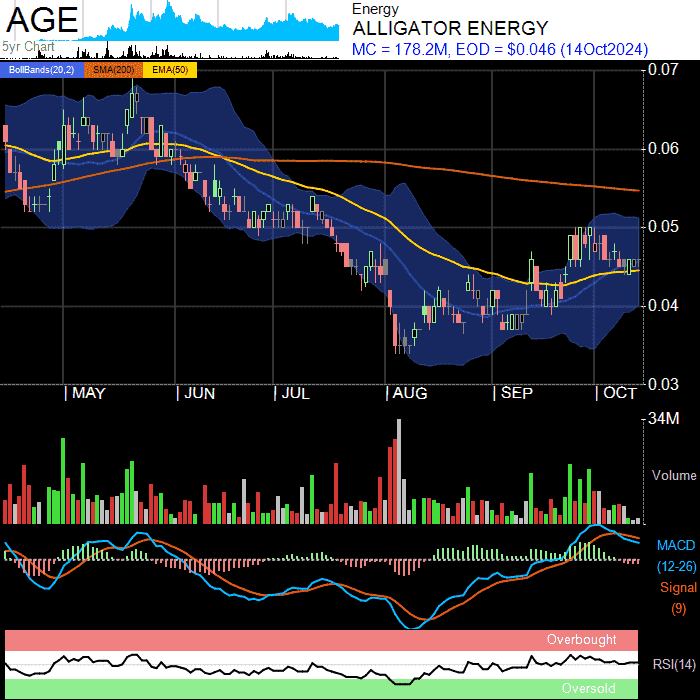 AGE
5yr Chart
Energy
ALLIGATOR ENERGY
MC = 178.2M, EOD = $0.046 (14Oct2024)
BollBands(20,2) SMA(200) EMA(50)
0.07
0.06
0.05
0.04
0.03
| MAY | JUN | JUL | AUG | SEP | OCT
34M
Volume
MACD
(12-26)
Signal
(9)
Overbought
RSI(14)
Oversold